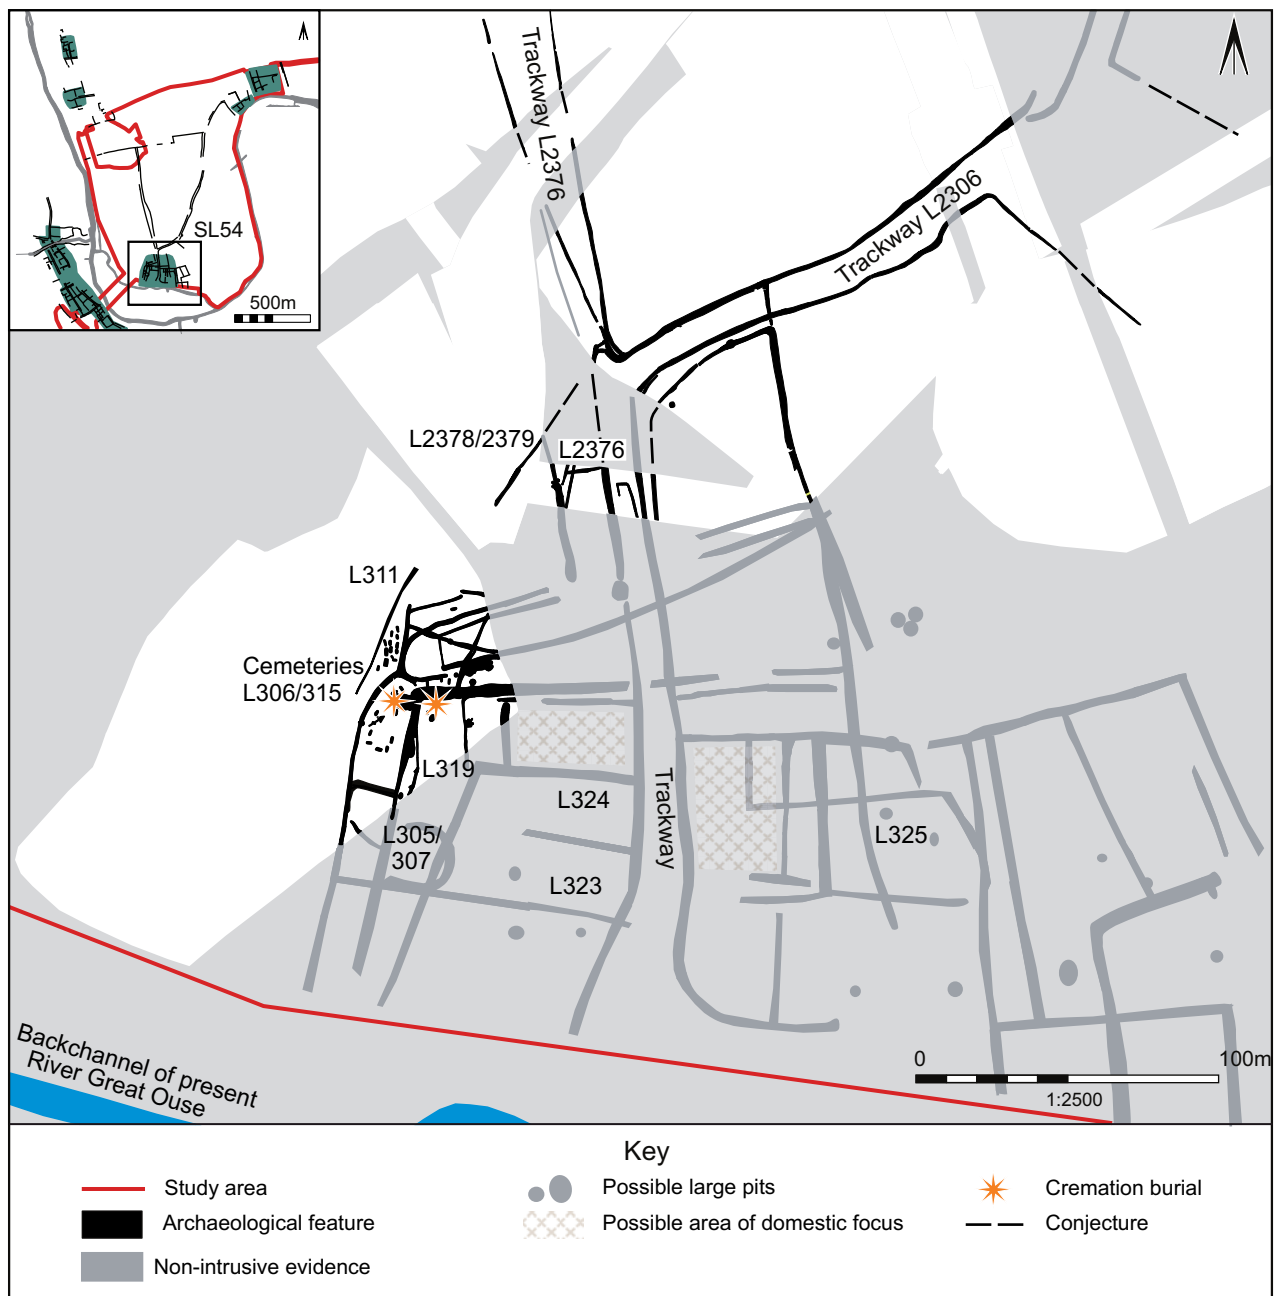 SL54
500m
Trackway L2376
Trackway L2306
L2378/2379
L2376
L311
Cemeteries
L306/315
L319
L324
L305/
307
L323
Trackway
L325
Backchannel of present
River Great Ouse
0 100m
1:2500
Key
Study area
Possible large pits
Cremation burial
Archaeological feature
Possible area of domestic focus
Conjecture
Non-intrusive evidence